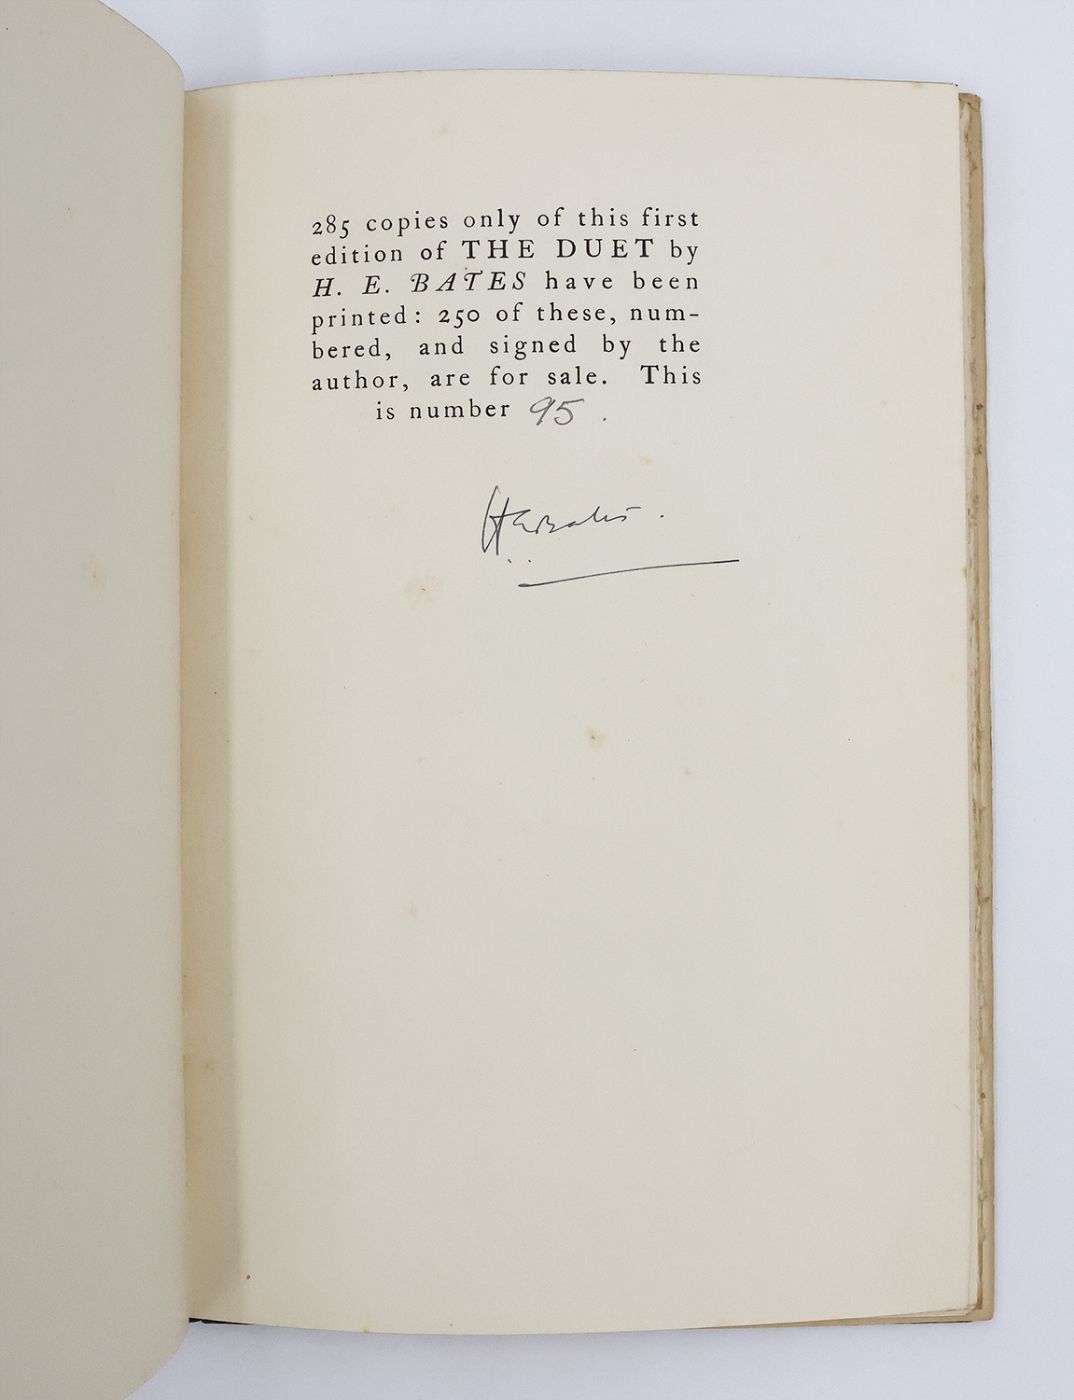 285 copies only of this first
edition of THE DUET by
H. E. BATES have been
printed: 250 of these, num-
bered, and signed by the
author, are for sale. This
is number 95.
H E Bates.